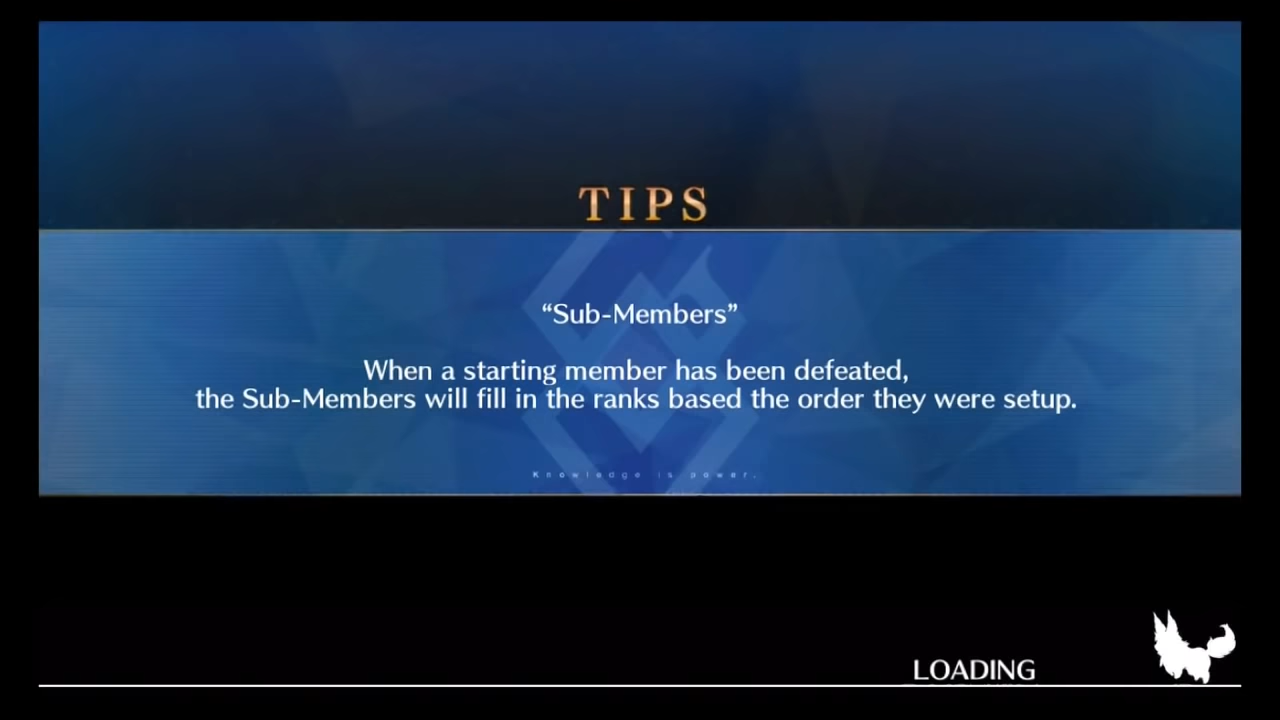 TIPS
“Sub-Members”
When a starting member has been defeated,
the Sub-Members will fill in the ranks based the order they were setup.
Knowledge is power.
LOADING